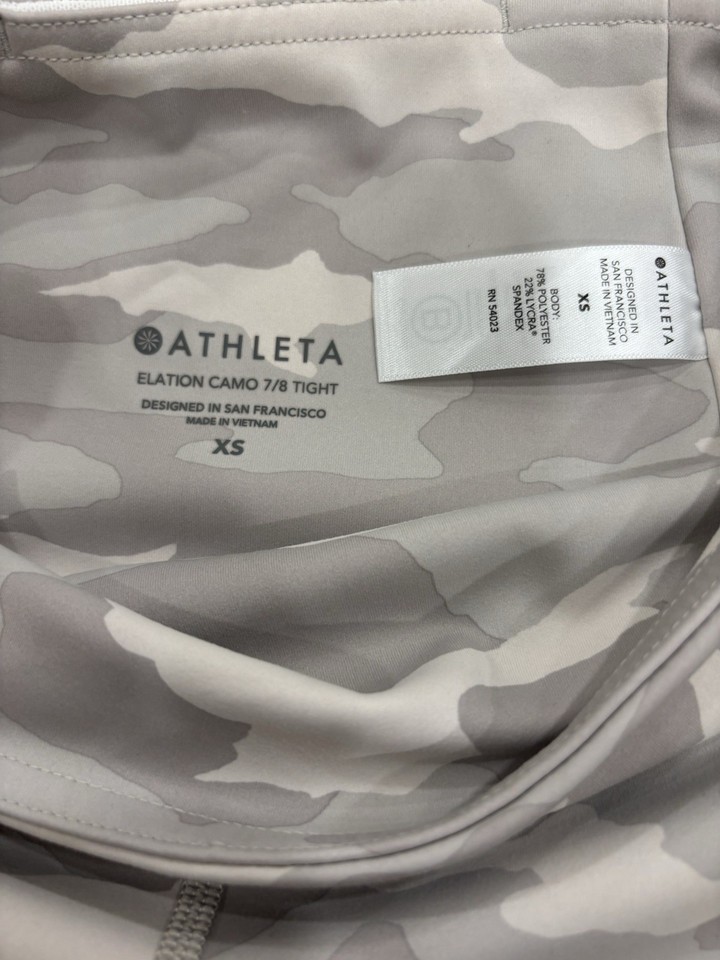 ATHLETA
ELATION CAMO 7/8 TIGHT
DESIGNED IN SAN FRANCISCO
MADE IN VIETNAM
XS
ATHLETA
DESIGNED IN
SAN FRANCISCO
MADE IN VIETNAM
XS
BODY:
78% POLYESTER
22% LYCRA®
SPANDEX
RN 54023
B